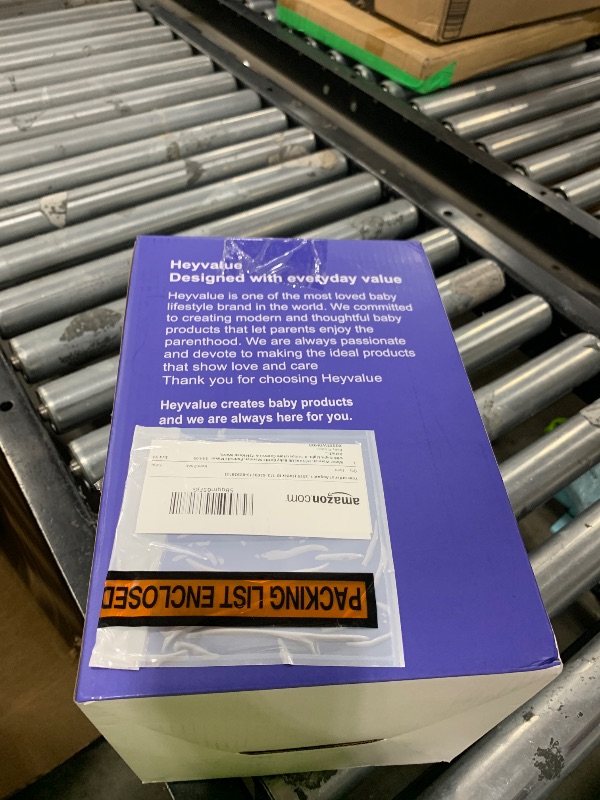 Heyvalue
Designed with everyday value
Heyvalue is one of the most loved baby
lifestyle brand in the world. We committed
to creating modern and thoughtful baby
products that let parents enjoy the
parenthood. We are always passionate
and devote to making the ideal products
that show love and care
Thank you for choosing Heyvalue
Heyvalue creates baby products
and we are always here for you.
amazon.com
PACKING LIST ENCLOSED